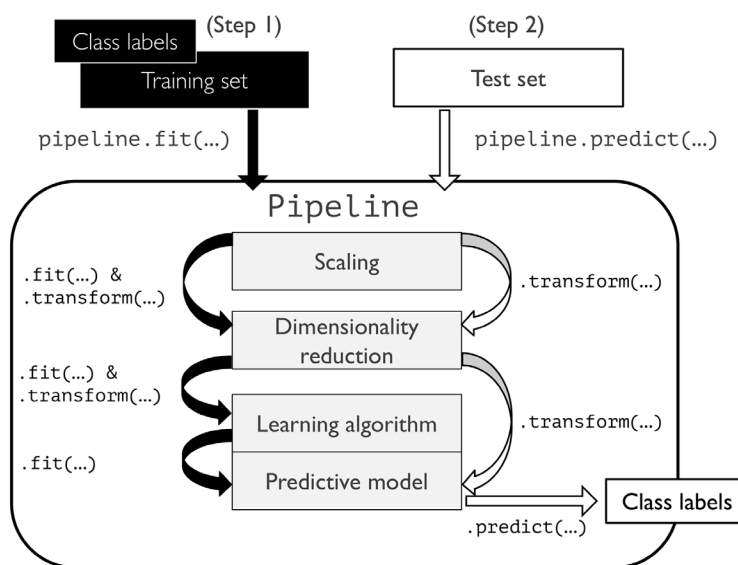 (Step 1)
(Step 2)
Class labels
Training set
Test set
pipeline.fit(…)
pipeline.predict(…)
Pipeline
Scaling
.fit(…) &
.transform(…)
.transform(…)
Dimensionality
reduction
.fit(…) &
.transform(…)
Learning algorithm
.transform(…)
.fit(…)
Predictive model
Class labels
.predict(…)